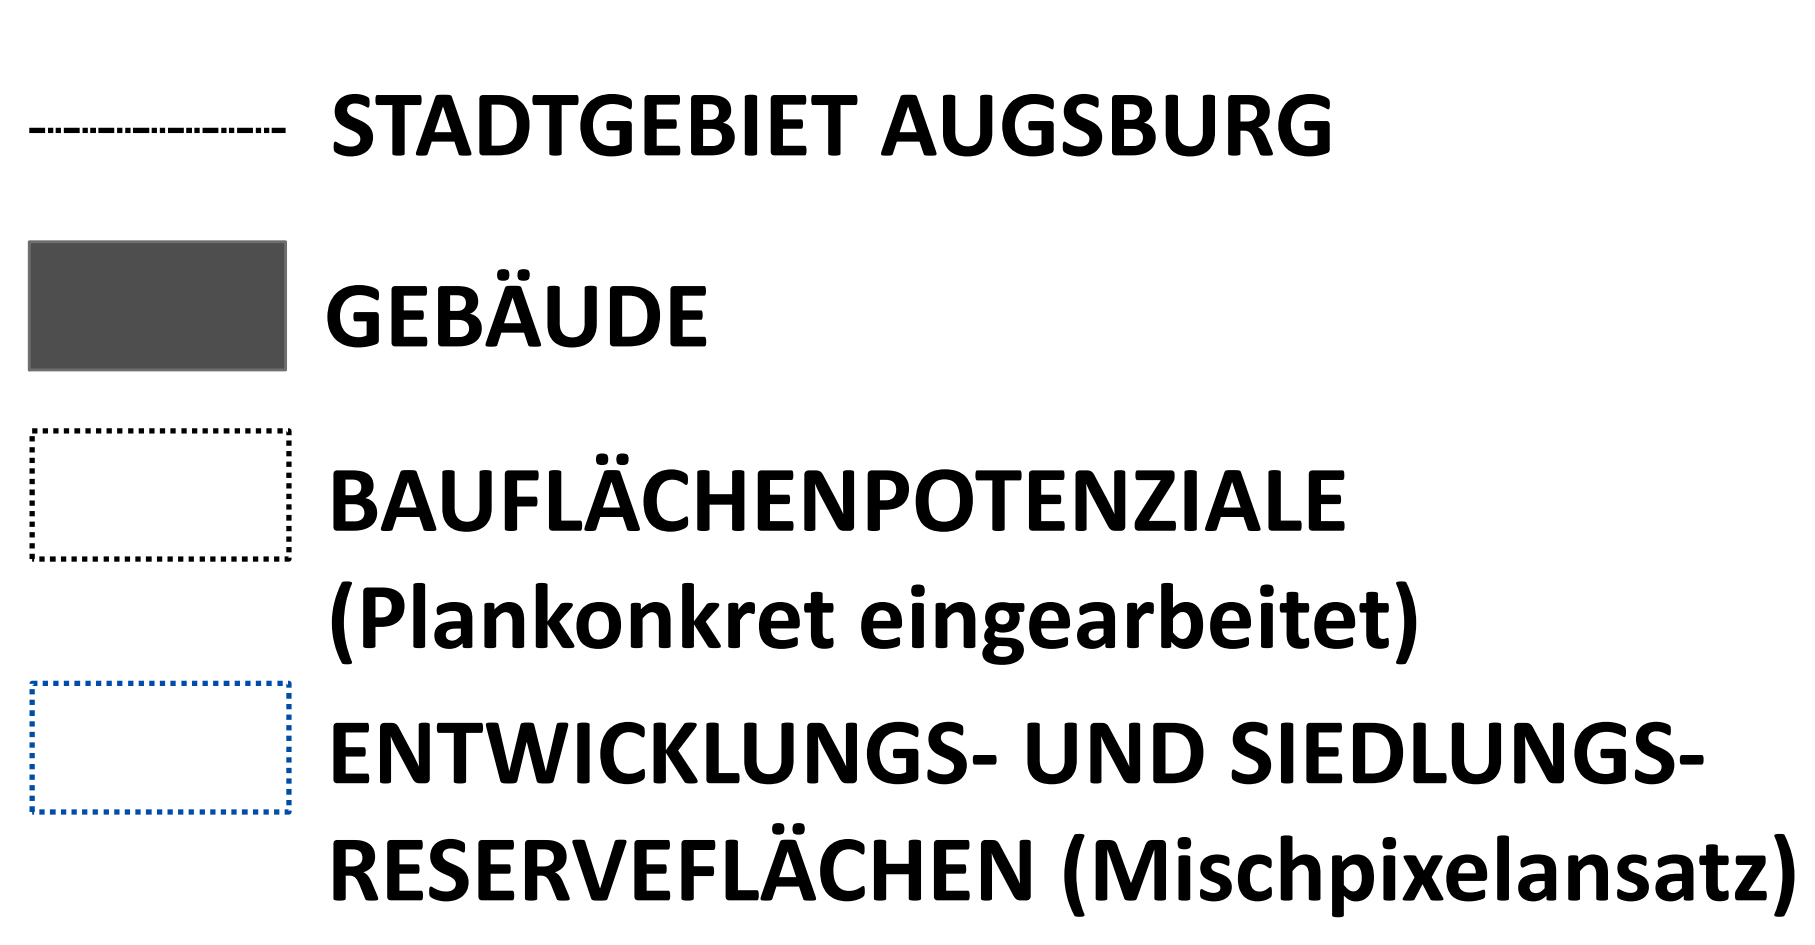 STADTGEBIET AUGSBURG
GEBÄUDE
BAUFLÄCHENPOTENZIALE
(Plankonkret eingearbeitet)
ENTWICKLUNGS- UND SIEDLUNGS-
RESERVEFLÄCHEN (Mischpixelansatz)